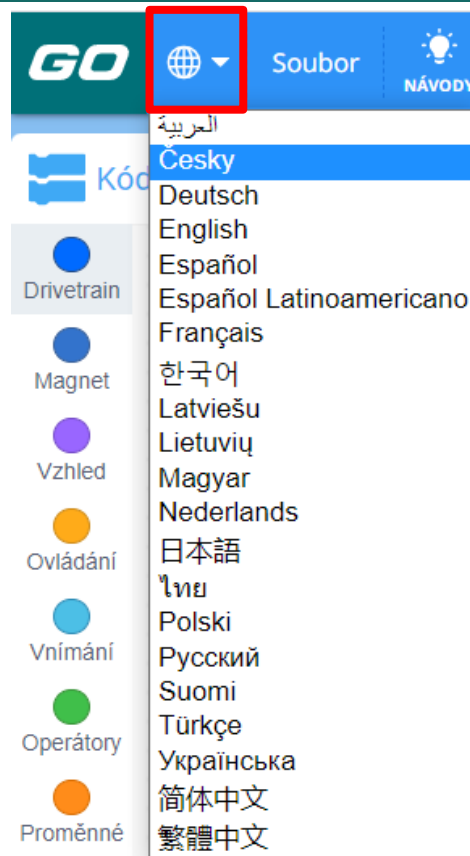 GO
Soubor
NÁVODY
Kód
العربية
Česky
Deutsch
English
Español
Español Latinoamericano
Français
한국어
Latviešu
Lietuvių
Magyar
Nederlands
日本語
ไทย
Polski
Русский
Suomi
Türkçe
Українська
简体中文
繁體中文
Drivetrain
Magnet
Vzhled
Ovládání
Vnímání
Operátory
Proměnné